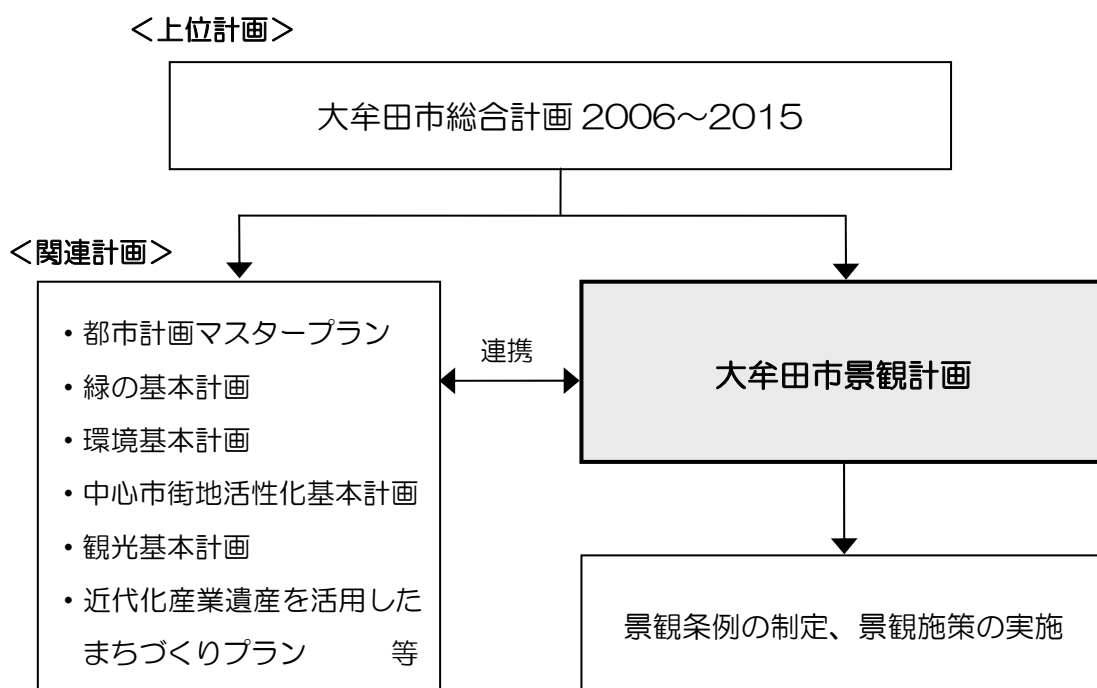 ＜上位計画＞
大牟田市総合計画 2006～2015
＜関連計画＞
・都市計画マスタープラン
・緑の基本計画
・環境基本計画
・中心市街地活性化基本計画
・観光基本計画
・近代化産業遺産を活用した
まちづくりプラン　　等
連携
大牟田市景観計画
景観条例の制定、景観施策の実施